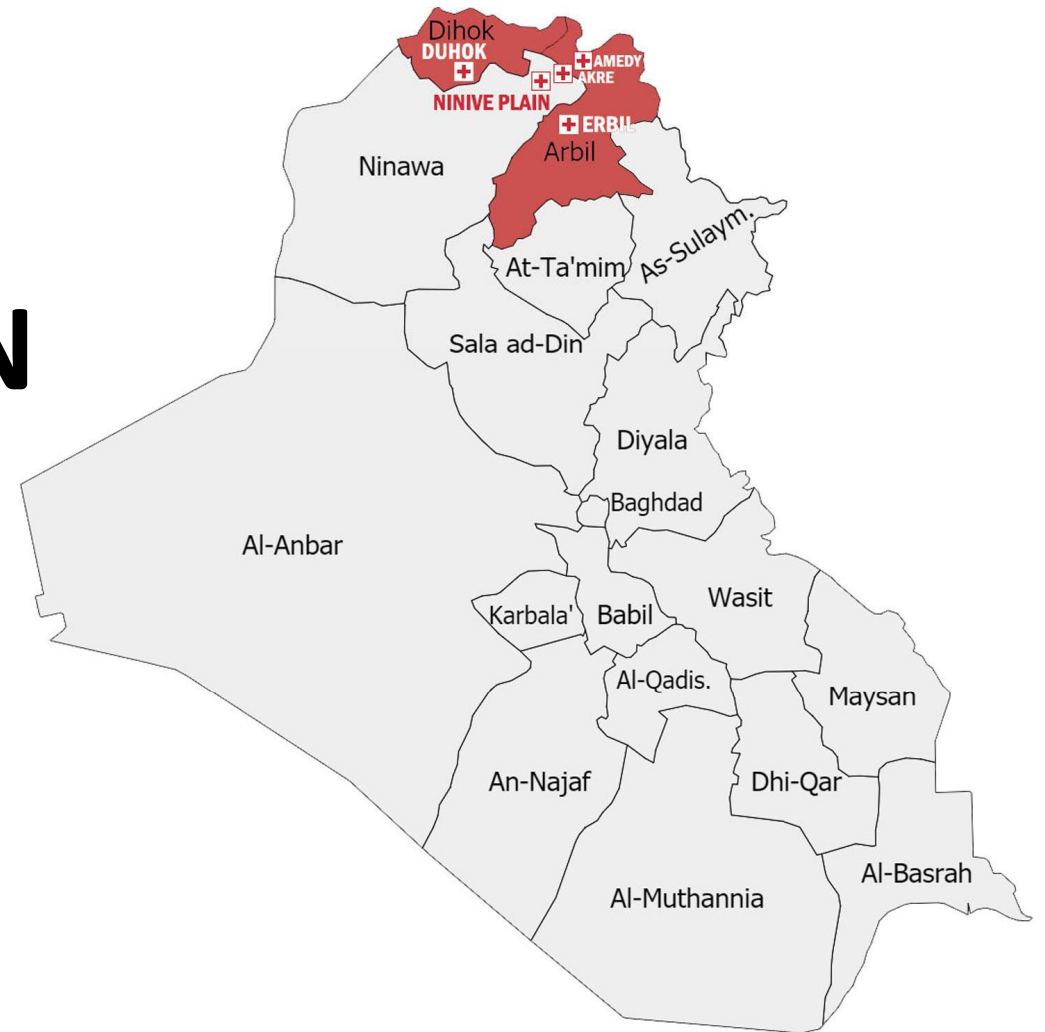 Dihok
DUHOK
AMEDY
AKRE
NINIVE PLAIN
ERBIL
Arbil
Ninawa
As-Sulaym.
At-Ta'mim
N
Sala ad-Din
Diyala
Baghdad
Al-Anbar
Wasit
Karbala'
Babil
Al-Qadis.
Maysan
An-Najaf
Dhi-Qar
Al-Basrah
Al-Muthannia